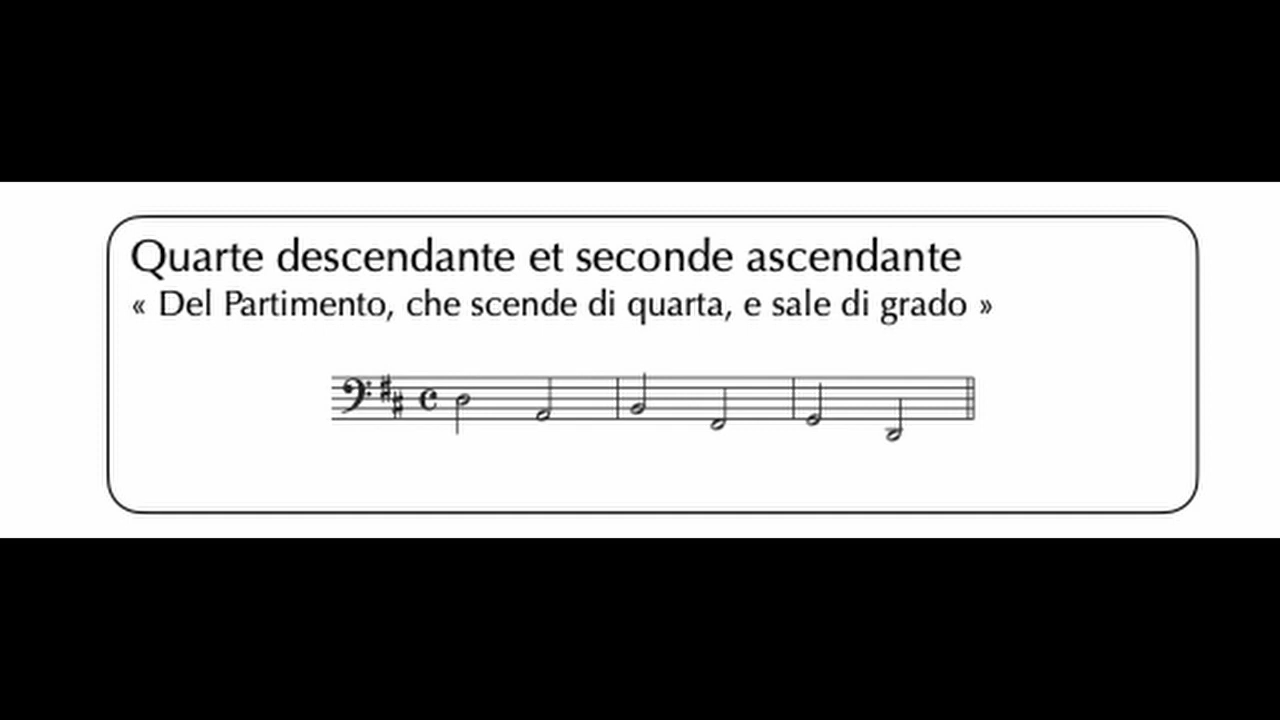 Quarte descendante et seconde ascendante
« Del Partimento, che scende di quarta, e sale di grado »